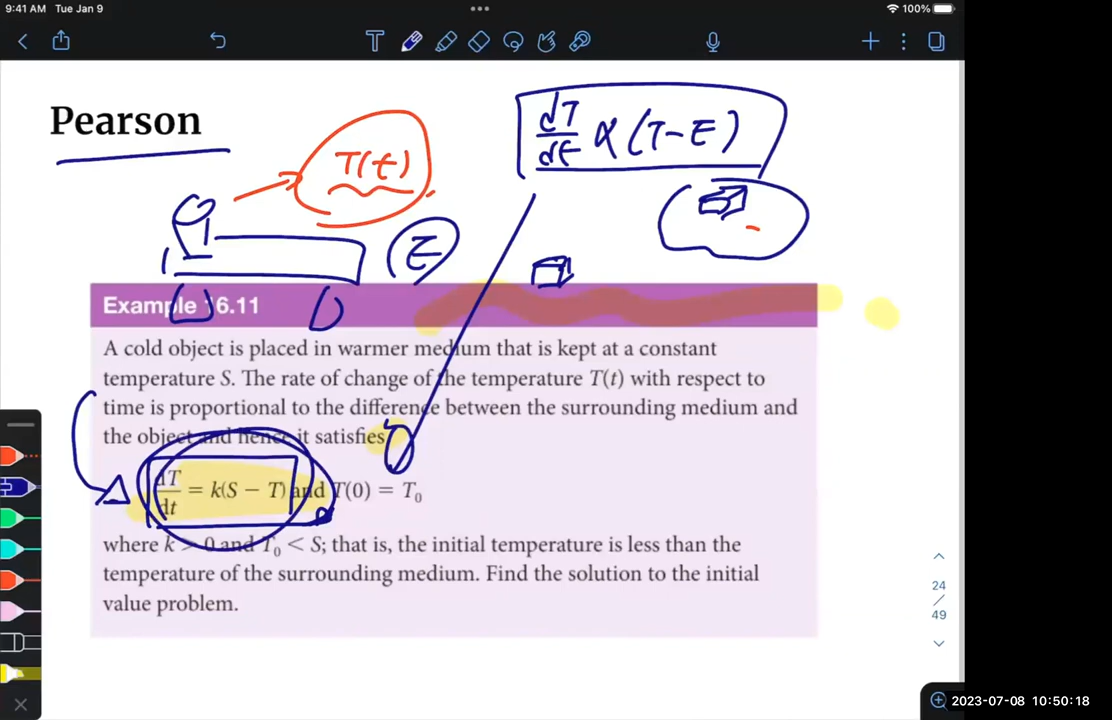 9:41 AM Tue Jan 9
100%
Pearson
T(t)
dT/dt ∝ (T-E)
E
Example 16.11
A cold object is placed in warmer medium that is kept at a constant
temperature S. The rate of change of the temperature T(t) with respect to
time is proportional to the difference between the surrounding medium and
the object and hence it satisfies
dT/dt = k(S − T) and T(0) = T₀
where k > 0 and T₀ < S; that is, the initial temperature is less than the
temperature of the surrounding medium. Find the solution to the initial
value problem.
24
/
49
2023-07-08 10:50:18